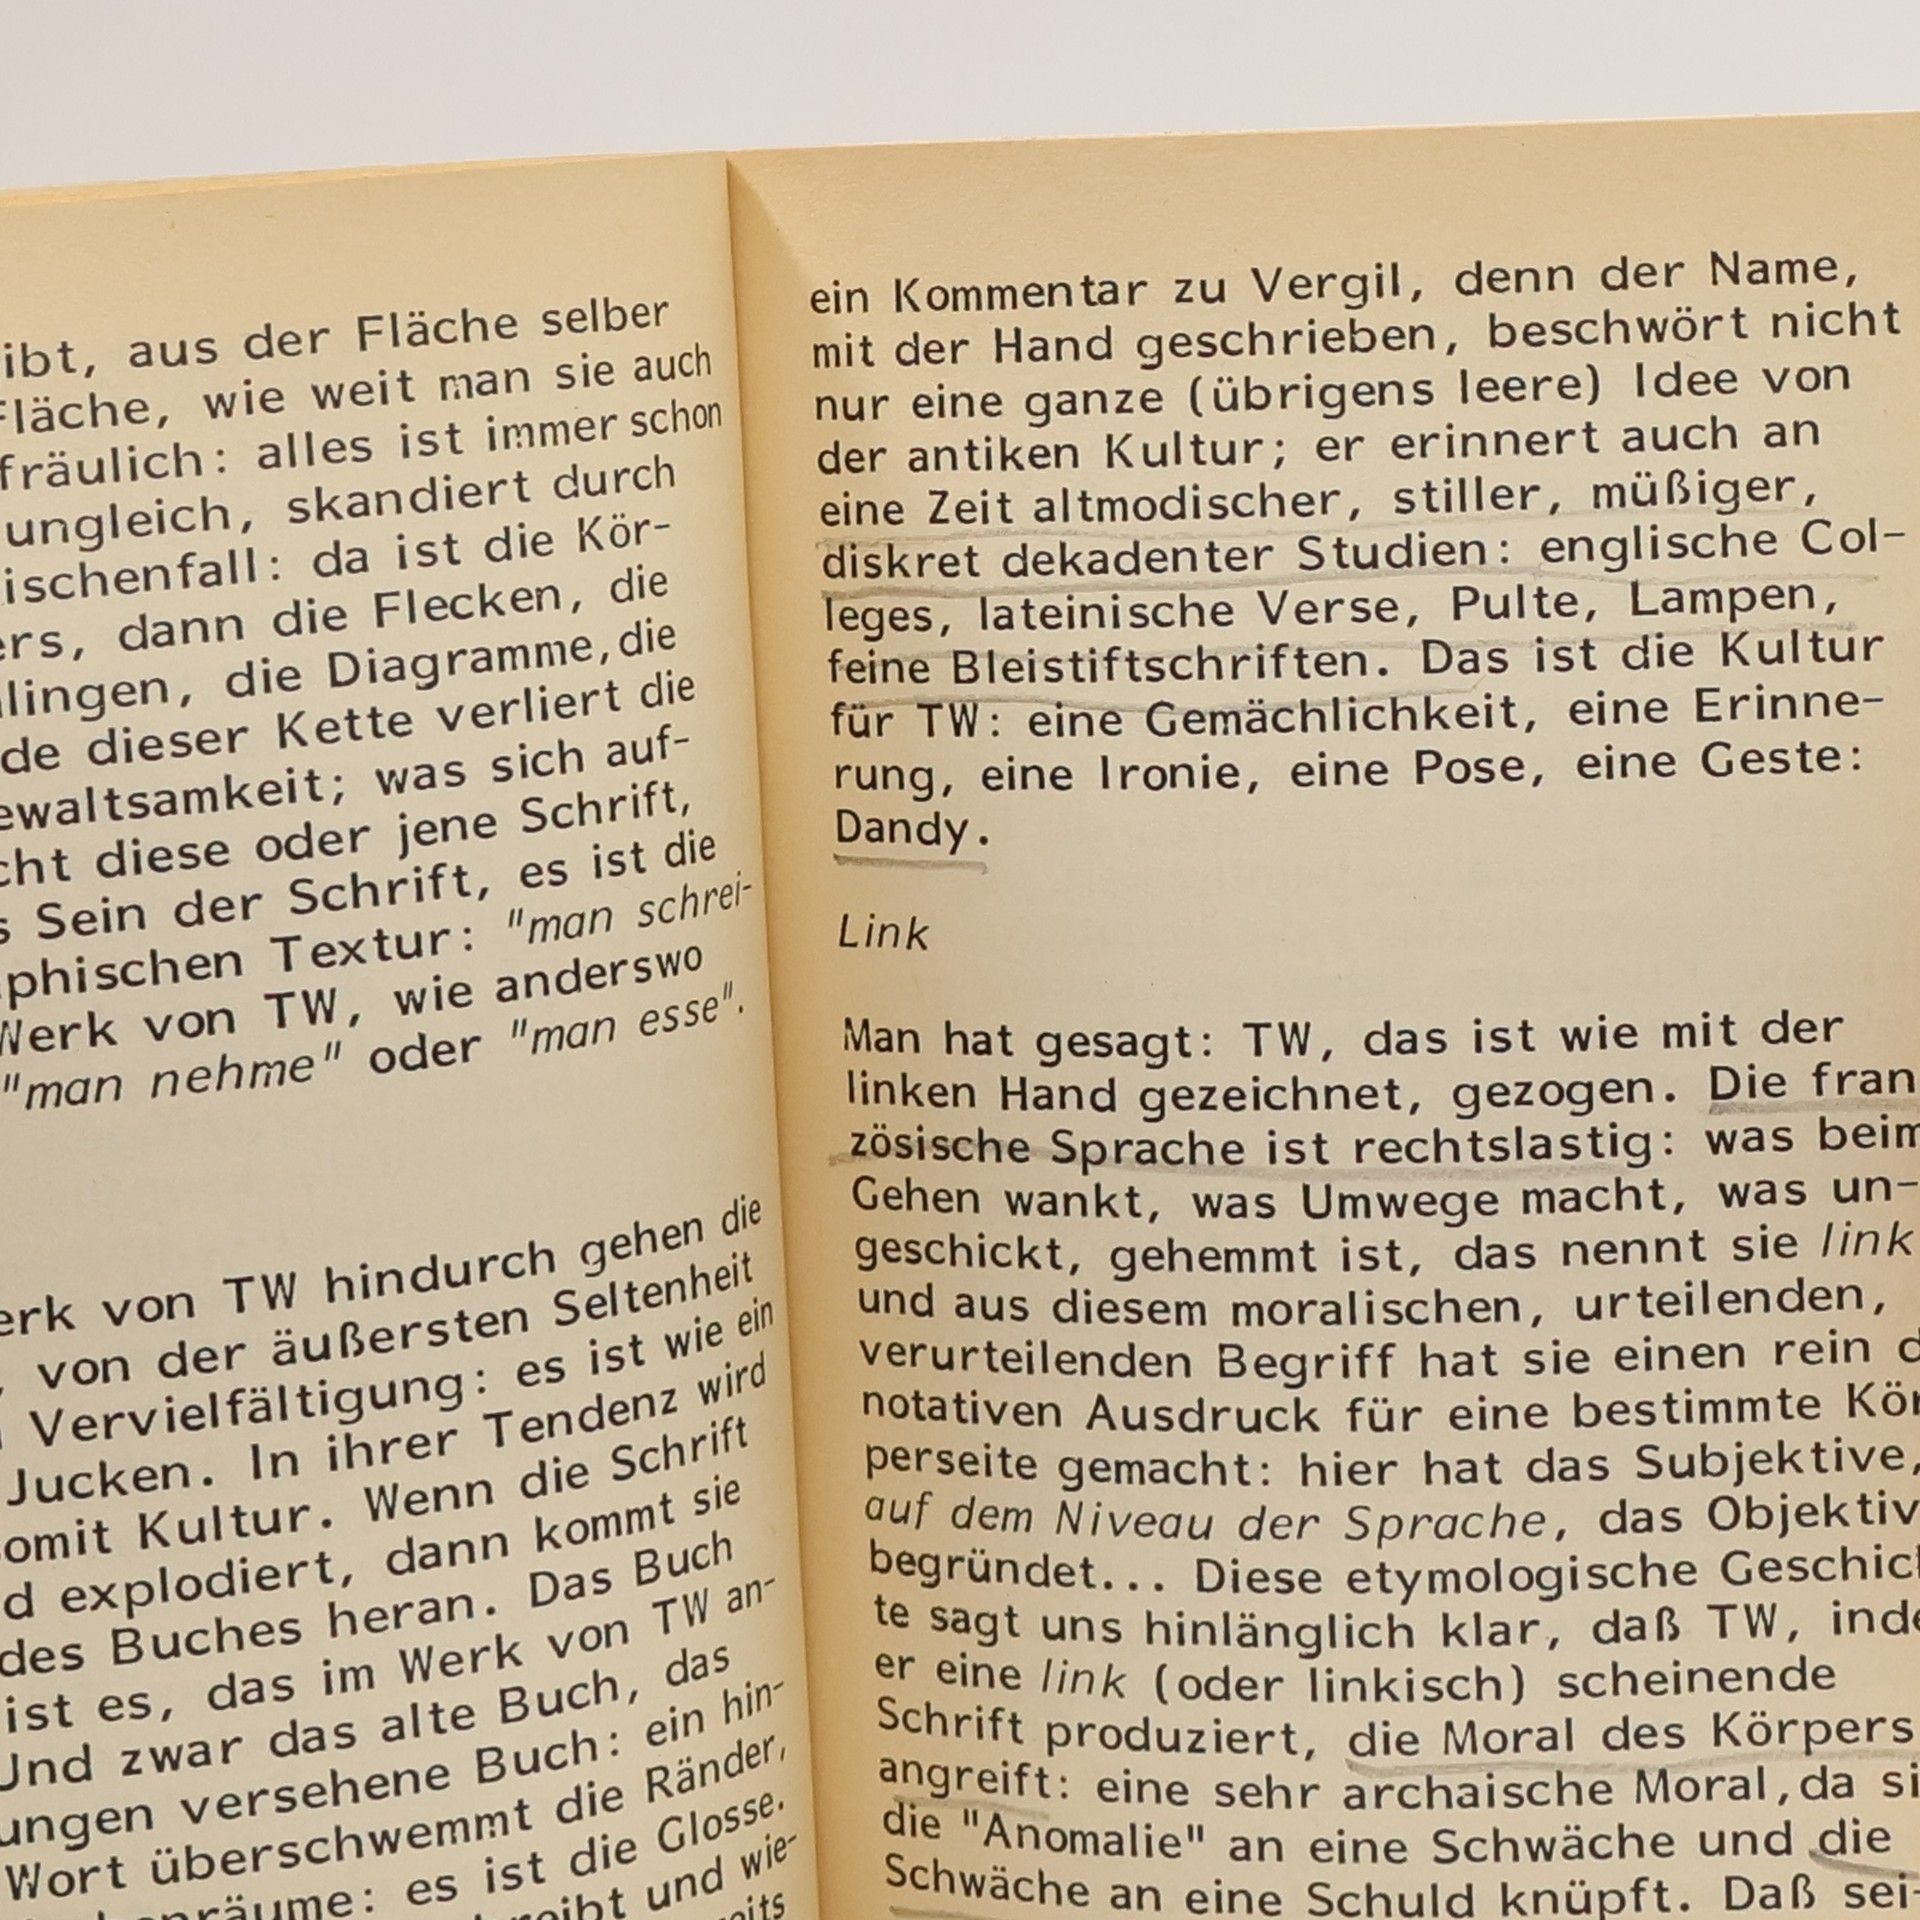 aus der Fläche selber
wie weit man sie auch
alles ist immer schon
ungleich, skandiert durch
da ist die Kör-
dann die Flecken, die
die Diagramme, die
dieser Kette verliert die
was sich auf-
diese oder jene Schrift,
Sein der Schrift, es ist die
Textur: "man schrei-
Werk von TW, wie anderswo
"man nehme" oder "man esse".
von TW hindurch gehen die
von der äußersten Seltenheit
Vervielfältigung: es ist wie ein
Jucken. In ihrer Tendenz wird
Kultur. Wenn die Schrift
explodiert, dann kommt sie
des Buches heran. Das Buch
ist es, das im Werk von TW an-
Und zwar das alte Buch, das
versehene Buch: ein hin-
Wort überschwemmt die Ränder,
es ist die Glosse.
und wie-
ein Kommentar zu Vergil, denn der Name,
mit der Hand geschrieben, beschwört nicht
nur eine ganze (übrigens leere) Idee von
der antiken Kultur; er erinnert auch an
eine Zeit altmodischer, stiller, müßiger,
diskret dekadenter Studien: englische Col-
leges, lateinische Verse, Pulte, Lampen,
feine Bleistiftschriften. Das ist die Kultur
für TW: eine Gemächlichkeit, eine Erinne-
rung, eine Ironie, eine Pose, eine Geste:
Dandy.
Link
Man hat gesagt: TW, das ist wie mit der
linken Hand gezeichnet, gezogen. Die fran
zösische Sprache ist rechtslastig: was beim
Gehen wankt, was Umwege macht, was un-
geschickt, gehemmt ist, das nennt sie link
und aus diesem moralischen, urteilenden,
verurteilenden Begriff hat sie einen rein
notativen Ausdruck für eine bestimmte Kör
perseite gemacht: hier hat das Subjektive,
auf dem Niveau der Sprache, das Objektiv
begründet... Diese etymologische Geschich
te sagt uns hinlänglich klar, daß TW,
er eine link (oder linkisch) scheinende
Schrift produziert, die Moral des Körpers
angreift: eine sehr archaische Moral, da
die "Anomalie" an eine Schwäche und die
Schwäche an eine Schuld knüpft. Daß sei-